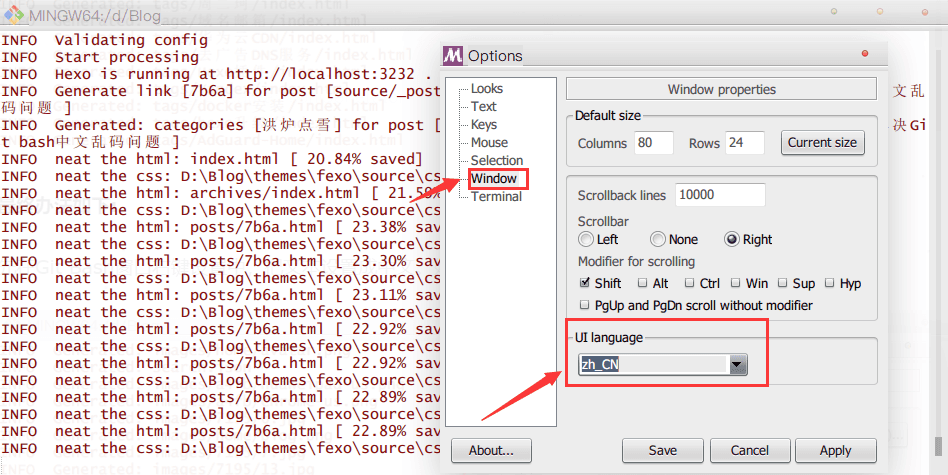 MINGW64:/d/Blog
INFO Validating config
INFO Start processing
INFO Hexo is running at http://localhost:3232 .
INFO Generate link [7b6a] for post [source/_post 文乱
码问题 ]
INFO Generated: categories [洪炉点雪] for post [ 决Gi
t bash中文乱码问题 ]
INFO neat the html: index.html [ 20.84% saved]
INFO neat the css: D:\Blog\themes\fexo\source\cs
INFO neat the html: archives/index.html [ 21.59%
INFO neat the css: D:\Blog\themes\fexo\source\cs
INFO neat the html: posts/7b6a.html [ 23.38% sav
INFO neat the css: D:\Blog\themes\fexo\source\cs
INFO neat the html: posts/7b6a.html [ 23.30% sav
INFO neat the css: D:\Blog\themes\fexo\source\cs
INFO neat the html: posts/7b6a.html [ 23.11% sav
INFO neat the css: D:\Blog\themes\fexo\source\cs
INFO neat the html: posts/7b6a.html [ 22.92% sav
INFO neat the css: D:\Blog\themes\fexo\source\cs
INFO neat the html: posts/7b6a.html [ 22.92% sav
INFO neat the css: D:\Blog\themes\fexo\source\cs
INFO neat the html: posts/7b6a.html [ 22.89% sav
INFO neat the css: D:\Blog\themes\fexo\source\cs
INFO neat the html: posts/7b6a.html [ 22.89% sav
INFO neat the css: D:\Blog\themes\fexo\source\cs
INFO Generated: images/7195/13.jpg
Options
Looks
Text
Keys
Mouse
Selection
Window
Terminal
Window properties
Default size
Columns 80 Rows 24 Current size
Scrollback lines 10000
Scrollbar
Left None Right
Modifier for scrolling
Shift Alt Ctrl Win Sup Hyp
PgUp and PgDn scroll without modifier
UI language
zh_CN
About... Save Cancel Apply